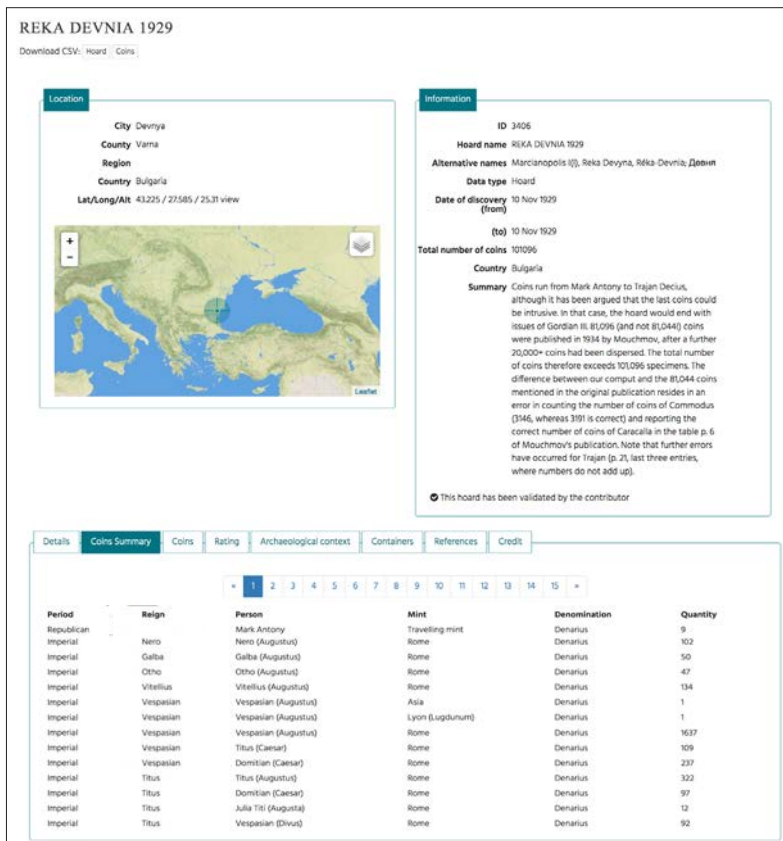 REKA DEVNIA 1929
Download CSV: Hoard Coins
Location
City Devnya
County Varna
Region
Country Bulgaria
Lat/Long/Alt 43.225 / 27.585 / 25.31 view
+
-
Leaflet
Information
ID 3406
Hoard name REKA DEVNIA 1929
Alternative names Marcianopolis I(I), Reka Devyna, Réka-Devnia; Девня
Data type Hoard
Date of discovery (from) 10 Nov 1929
(to) 10 Nov 1929
Total number of coins 101096
Country Bulgaria
Summary Coins run from Mark Antony to Trajan Decius,
although it has been argued that the last coins could
be intrusive. In that case, the hoard would end with
issues of Gordian III. 81,096 (and not 81,044!) coins
were published in 1934 by Mouchmov, after a further
20,000+ coins had been dispersed. The total number
of coins therefore exceeds 101,096 specimens. The
difference between our comput and the 81,044 coins
mentioned in the original publication resides in an
error in counting the number of coins of Commodus
(3146, whereas 3191 is correct) and reporting the
correct number of coins of Caracalla in the table p. 6
of Mouchmov's publication. Note that further errors
have occurred for Trajan (p. 21, last three entries,
where numbers do not add up).
This hoard has been validated by the contributor
Details Coins Summary Coins Rating Archaeological context Containers References Credit
« 1 2 3 4 5 6 7 8 9 10 11 12 13 14 15 »
Period Reign Person Mint Denomination Quantity
Republican Mark Antony Travelling mint Denarius 9
Imperial Nero Nero (Augustus) Rome Denarius 102
Imperial Galba Galba (Augustus) Rome Denarius 50
Imperial Otho Otho (Augustus) Rome Denarius 47
Imperial Vitellius Vitellius (Augustus) Rome Denarius 134
Imperial Vespasian Vespasian (Augustus) Asia Denarius 1
Imperial Vespasian Vespasian (Augustus) Lyon (Lugdunum) Denarius 1
Imperial Vespasian Vespasian (Augustus) Rome Denarius 1637
Imperial Vespasian Titus (Caesar) Rome Denarius 109
Imperial Vespasian Domitian (Caesar) Rome Denarius 237
Imperial Titus Titus (Augustus) Rome Denarius 322
Imperial Titus Domitian (Caesar) Rome Denarius 97
Imperial Titus Julia Titi (Augusta) Rome Denarius 12
Imperial Titus Vespasian (Divus) Rome Denarius 92